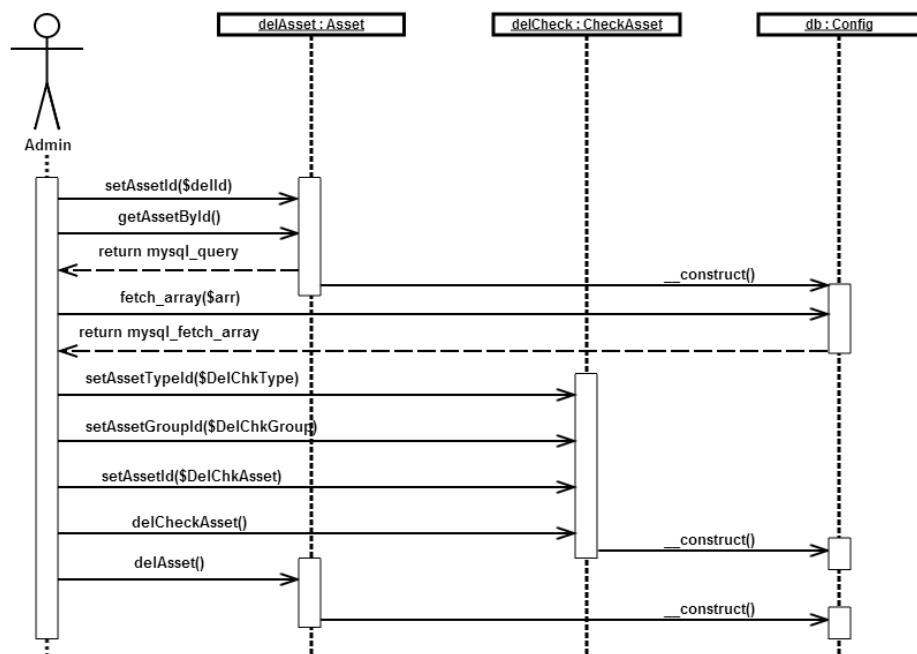 delAsset : Asset
delCheck : CheckAsset
db : Config
Admin
setAssetId($delId)
getAssetById()
return mysql_query
__construct()
fetch_array($arr)
return mysql_fetch_array
setAssetTypeId($DelChkType)
setAssetGroupId($DelChkGroup)
setAssetId($DelChkAsset)
delCheckAsset()
__construct()
delAsset()
__construct()